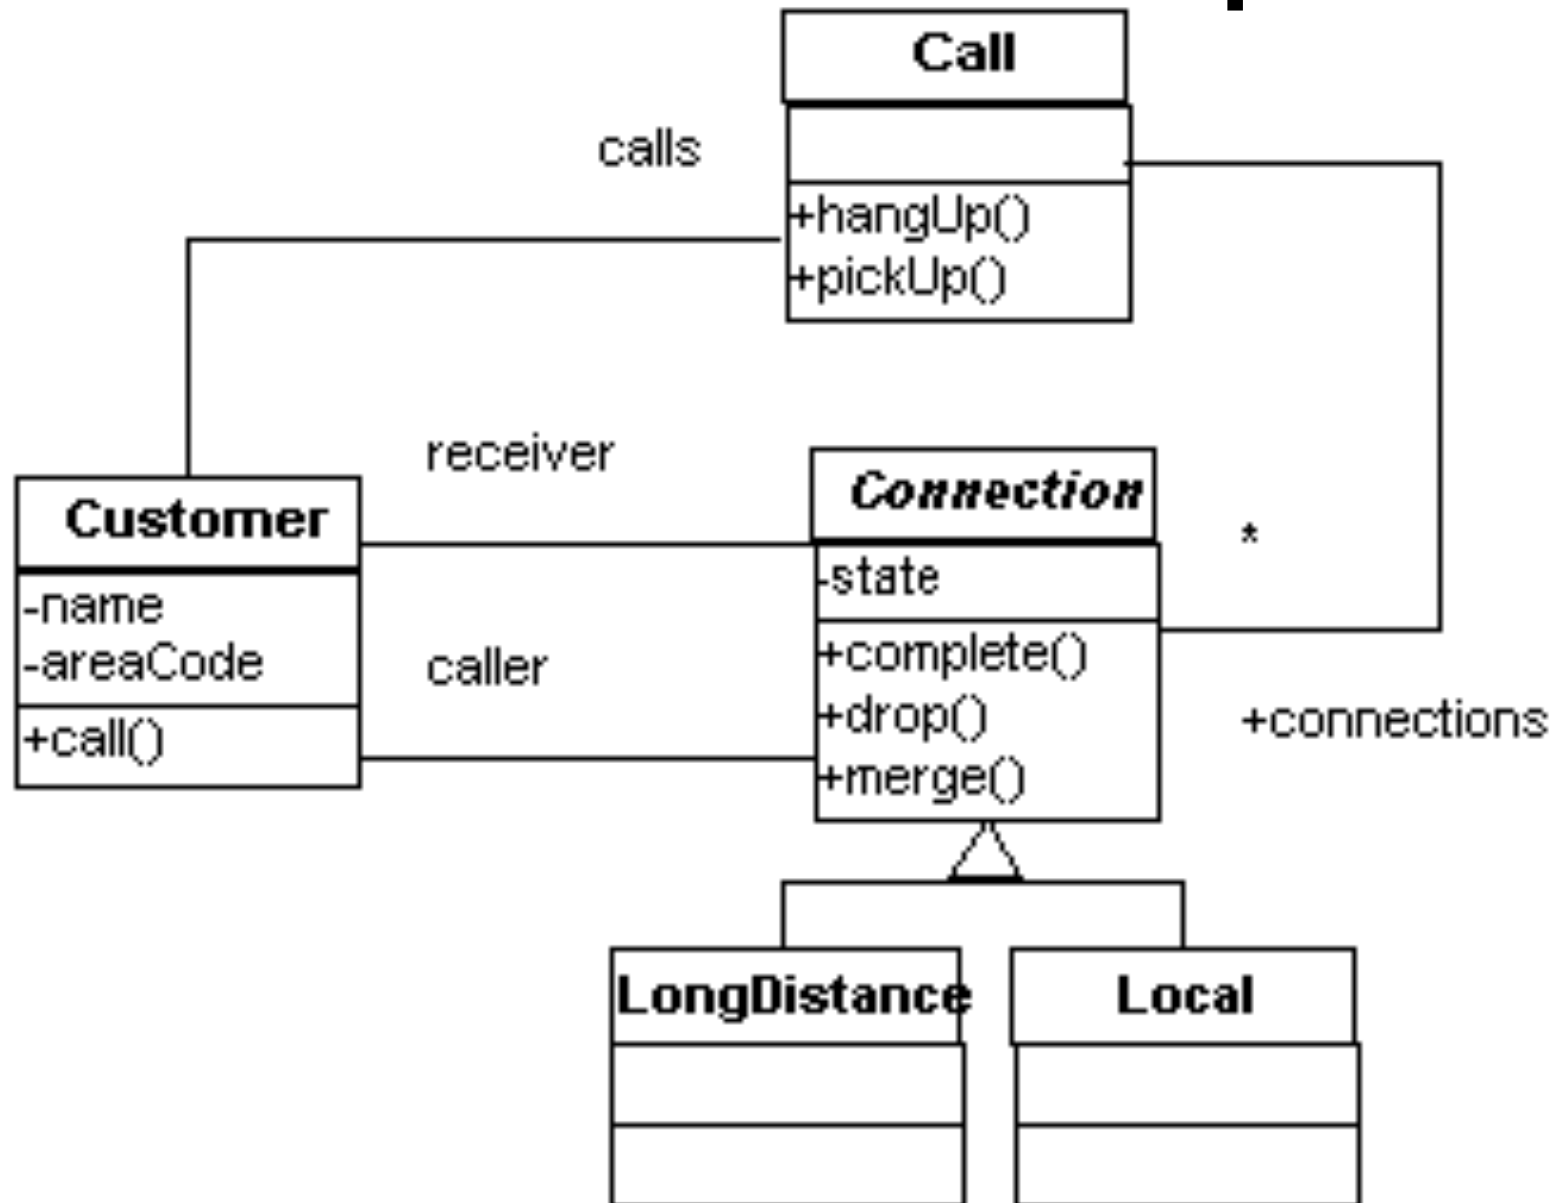 Call
calls
+hangUp()
+pickUp()
receiver
Connection
*
Customer
-state
-name
-areaCode
caller
+complete()
+drop()
+connections
+call()
+merge()
LongDistance
Local